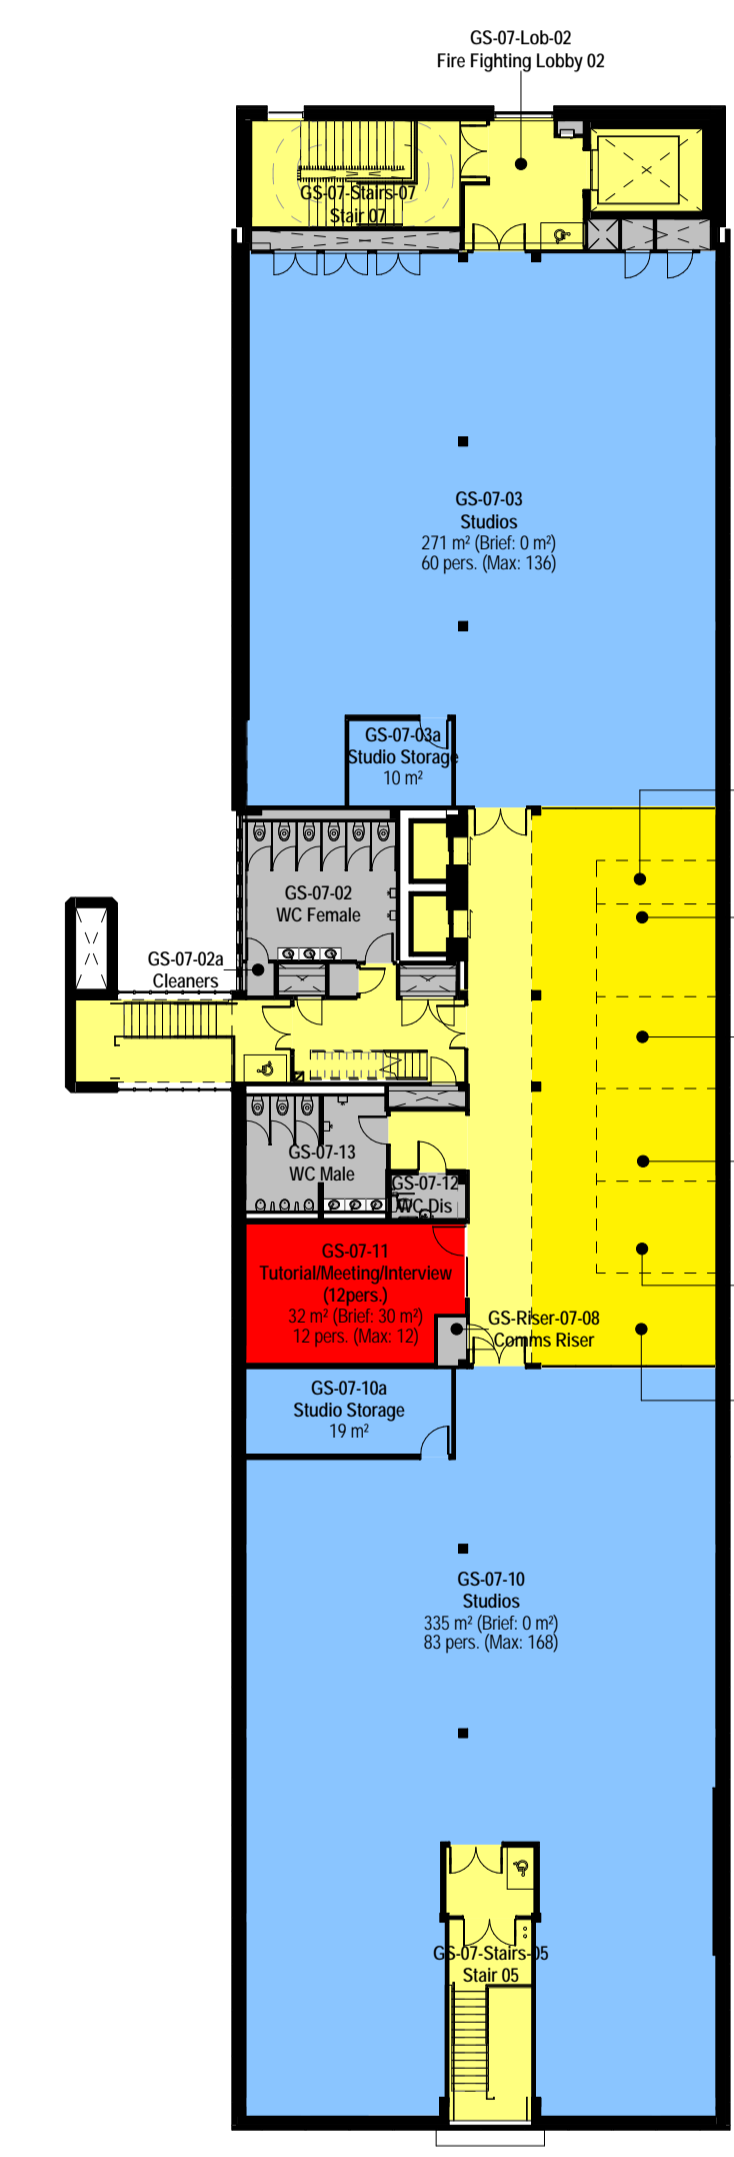 GS-07-Lob-02
Fire Fighting Lobby 02
GS-07-Stairs-07
Stair 07
GS-07-03
Studios
271 m² (Brief: 0 m²)
60 pers. (Max: 136)
GS-07-03a
Studio Storage
10 m²
GS-07-02
WC Female
GS-07-02a
Cleaners
GS-07-13
WC Male
GS-07-12
WC Dis
GS-07-11
Tutorial/Meeting/Interview
(12pers.)
32 m² (Brief: 30 m²)
12 pers. (Max: 12)
GS-Riser-07-08
Comms Riser
GS-07-10a
Studio Storage
19 m²
GS-07-10
Studios
335 m² (Brief: 0 m²)
83 pers. (Max: 168)
GS-07-Stairs-05
Stair 05